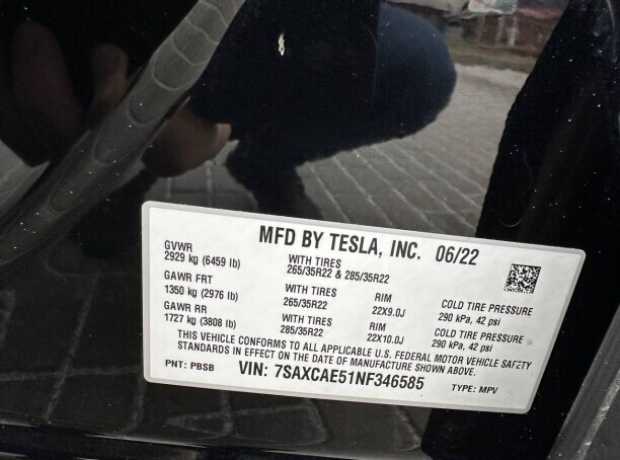 MFD BY TESLA, INC. 06/22
GVWR
2929 kg (6459 lb)
WITH TIRES
265/35R22 & 285/35R22
GAWR FRT
1350 kg (2976 lb)
WITH TIRES
265/35R22
RIM
22X9.0J
COLD TIRE PRESSURE
290 kPa, 42 psi
GAWR RR
1727 kg (3808 lb)
WITH TIRES
285/35R22
RIM
22X10.0J
COLD TIRE PRESSURE
290 kPa, 42 psi
THIS VEHICLE CONFORMS TO ALL APPLICABLE U.S. FEDERAL MOTOR VEHICLE SAFETY
STANDARDS IN EFFECT ON THE DATE OF MANUFACTURE SHOWN ABOVE.
PNT: PBSB
VIN: 7SAXCAE51NF346585
TYPE: MPV